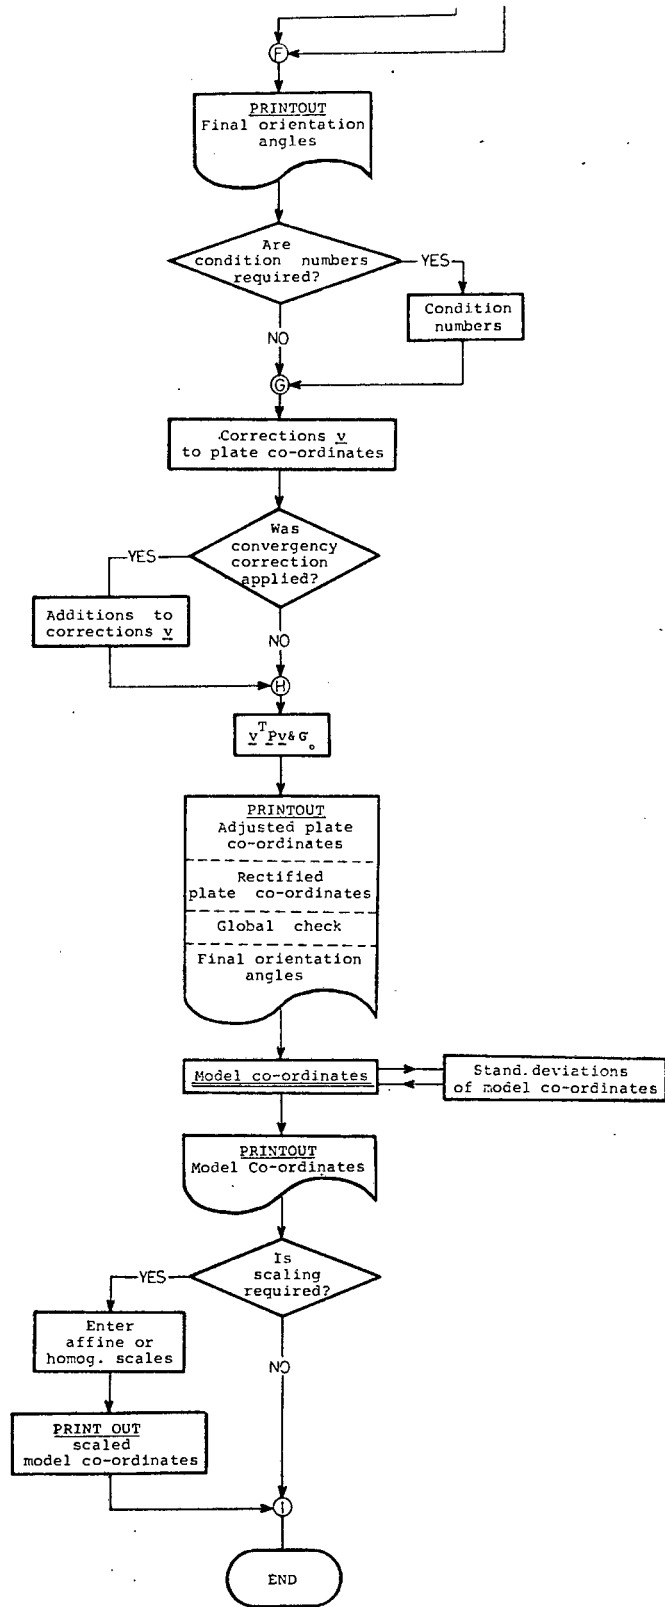 F
PRINTOUT
Final orientation
angles
Are
condition numbers
required?
YES
Condition
numbers
NO
G
Corrections v
to plate co-ordinates
Was
convergency
correction
applied?
YES
Additions to
corrections v
NO
H
v^T Pv & σ₀
PRINTOUT
Adjusted plate
co-ordinates
Rectified
plate co-ordinates
Global check
Final orientation
angles
Model co-ordinates
Stand. deviations
of model co-ordinates
PRINTOUT
Model Co-ordinates
Is
scaling
required?
YES
Enter
affine or
homog. scales
NO
PRINT OUT
scaled
model co-ordinates
I
END